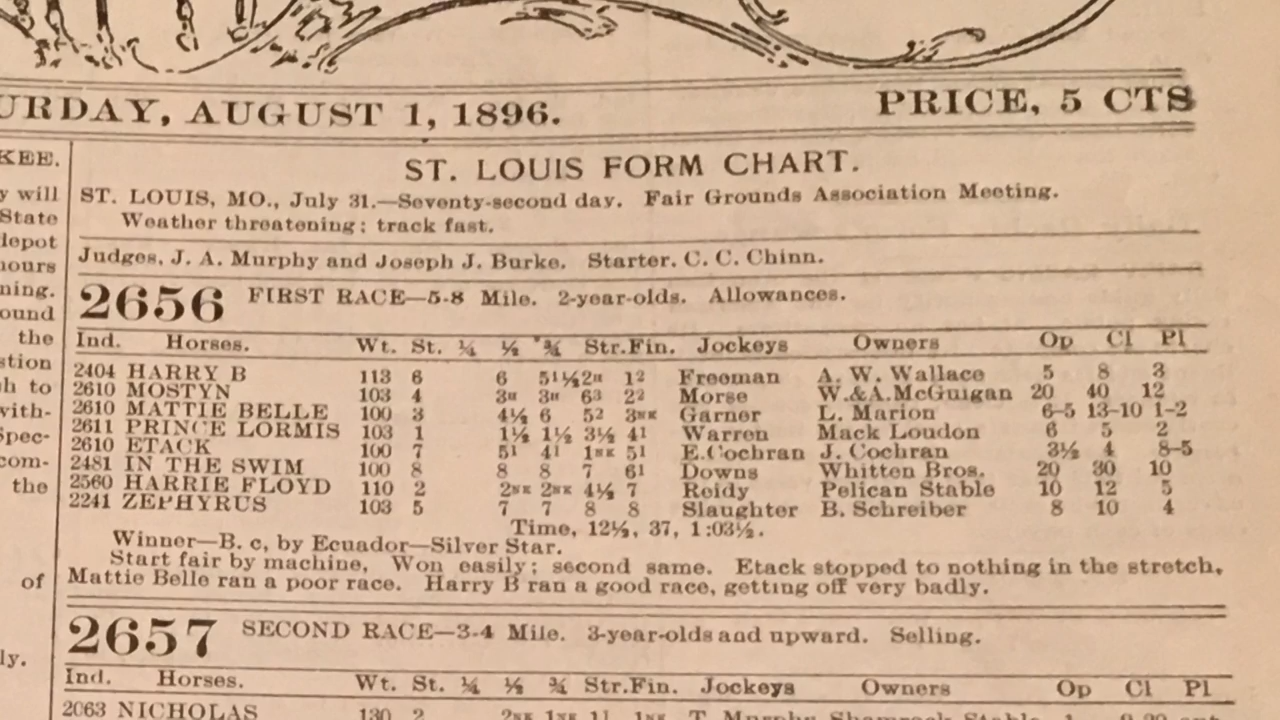 URDAY, AUGUST 1, 1896. PRICE, 5 CTS
KEE.
y will
State
depot
hours
ning.
ound
the
stion
h to
with-
Spec-
com-
the
of
ly.
ST. LOUIS FORM CHART.
ST. LOUIS, MO., July 31.—Seventy-second day. Fair Grounds Association Meeting.
Weather threatening; track fast.
Judges, J. A. Murphy and Joseph J. Burke. Starter. C. C. Chinn.
2656 FIRST RACE—5-8 Mile. 2-year-olds. Allowances.
Ind. Horses. Wt. St. ¼ ½ ¾ Str. Fin. Jockeys Owners Op Cl Pl
2404 HARRY B 113 6 6 5¹½ 2ʰ 1² Freeman A. W. Wallace 5 8 3
2610 MOSTYN 103 4 3ʰ 3ʰ 6³ 2² Morse W.&A.McGuigan 20 40 12
2610 MATTIE BELLE 100 3 4½ 6 5² 3ⁿᵏ Garner L. Marion 6-5 13-10 1-2
2611 PRINCE LORMIS 103 1 1½ 1½ 3½ 4¹ Warren Mack Loudon 6 5 2
2610 ETACK 100 7 5¹ 4¹ 1ⁿᵏ 5¹ E.Cochran J. Cochran 3½ 4 8-5
2481 IN THE SWIM 100 8 8 8 7 6¹ Downs Whitten Bros. 20 30 10
2560 HARRIE FLOYD 110 2 2ⁿᵏ 2ⁿᵏ 4½ 7 Reidy Pelican Stable 10 12 5
2241 ZEPHYRUS 103 5 7 7 8 8 Slaughter B. Schreiber 8 10 4
Time, 12½, 37, 1:03½.
Winner—B. c, by Ecuador—Silver Star.
Start fair by machine, Won easily; second same. Etack stopped to nothing in the stretch,
Mattie Belle ran a poor race. Harry B ran a good race, getting off very badly.
2657 SECOND RACE—3-4 Mile. 3-year-olds and upward. Selling.
Ind. Horses. Wt. St. ¼ ½ ¾ Str. Fin. Jockeys Owners Op Cl Pl
2063 NICHOLAS 130 2 2ⁿᵏ 1ⁿᵏ 1¹ 1ⁿᵏ T. Murphy Shamrock Stable